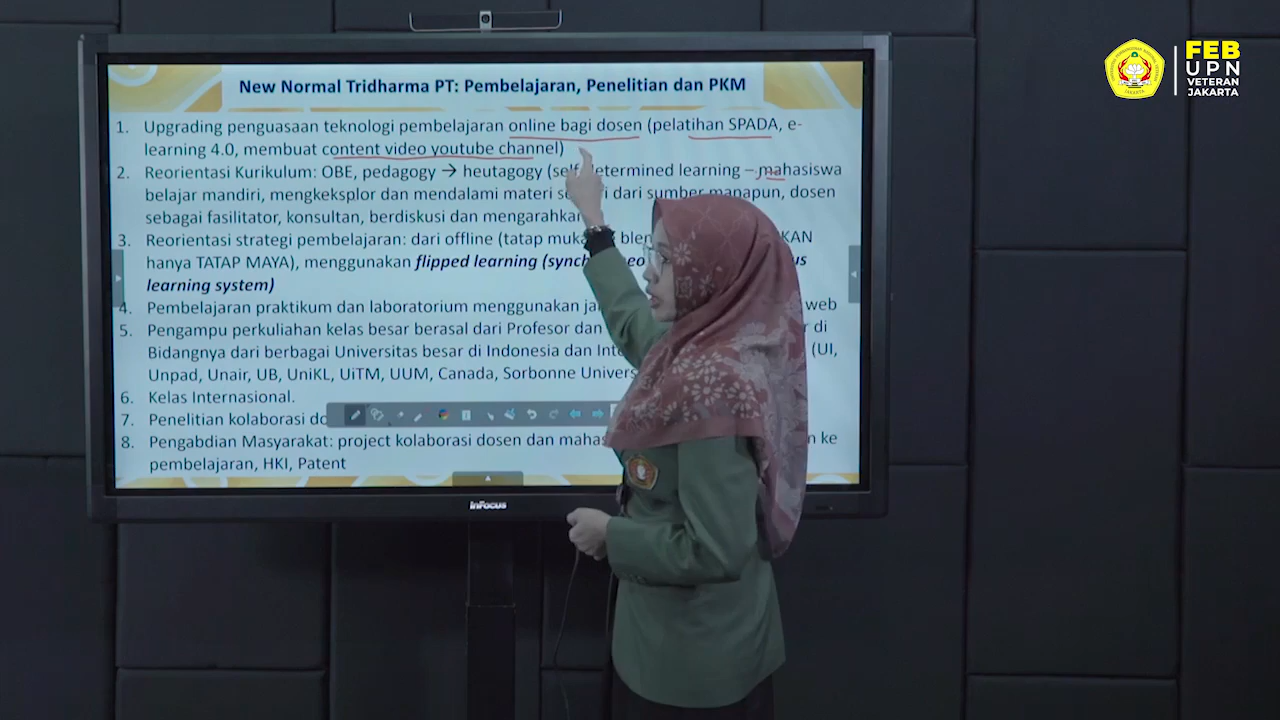 New Normal Tridharma PT: Pembelajaran, Penelitian dan PKM
1. Upgrading penguasaan teknologi pembelajaran online bagi dosen (pelatihan SPADA, e-
learning 4.0, membuat content video youtube channel)
2. Reorientasi Kurikulum: OBE, pedagogy → heutagogy (self determined learning – mahasiswa
belajar mandiri, mengkeksplor dan mendalami materi dari sumber manapun, dosen
sebagai fasilitator, konsultan, berdiskusi dan mengarahkan
3. Reorientasi strategi pembelajaran: dari offline (tatap muka KAN
hanya TATAP MAYA), menggunakan flipped learning (synch us
learning system)
4. Pembelajaran praktikum dan laboratorium menggunakan web
5. Pengampu perkuliahan kelas besar berasal dari Profesor dan di
Bidangnya dari berbagai Universitas besar di Indonesia dan (UI,
Unpad, Unair, UB, UniKL, UiTM, UUM, Canada, Sorbonne
6. Kelas Internasional.
7. Penelitian kolaborasi
8. Pengabdian Masyarakat: project kolaborasi dosen dan ke
pembelajaran, HKI, Patent
InFocus
FEB
UPN
VETERAN
JAKARTA